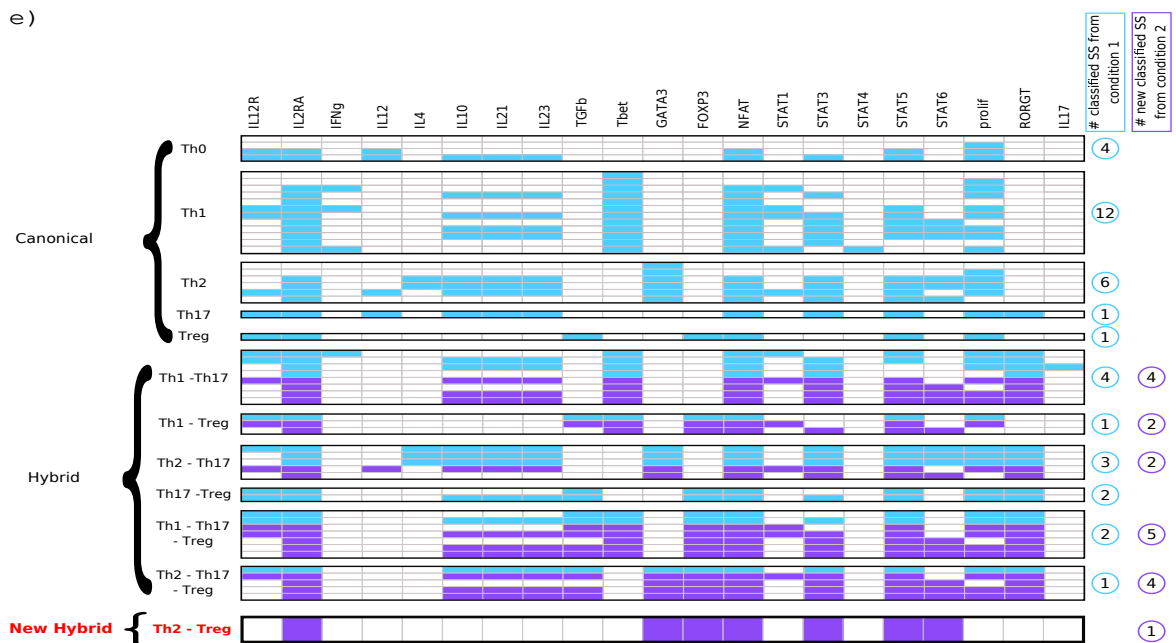 e)
# classified SS from
condition 1
# new classified SS
from condition 2
IL12R
IL2RA
IFNg
IL12
IL4
IL10
IL21
IL23
TGFb
Tbet
GATA3
FOXP3
NFAT
STAT1
STAT3
STAT4
STAT5
STAT6
prolif
RORGT
IL17
Canonical
Th0
4
Th1
12
Th2
6
Th17
1
Treg
1
Hybrid
Th1 -Th17
4
4
Th1 - Treg
1
2
Th2 - Th17
3
2
Th17 -Treg
2
Th1 - Th17
- Treg
2
5
Th2 - Th17
- Treg
1
4
New Hybrid
Th2 - Treg
1